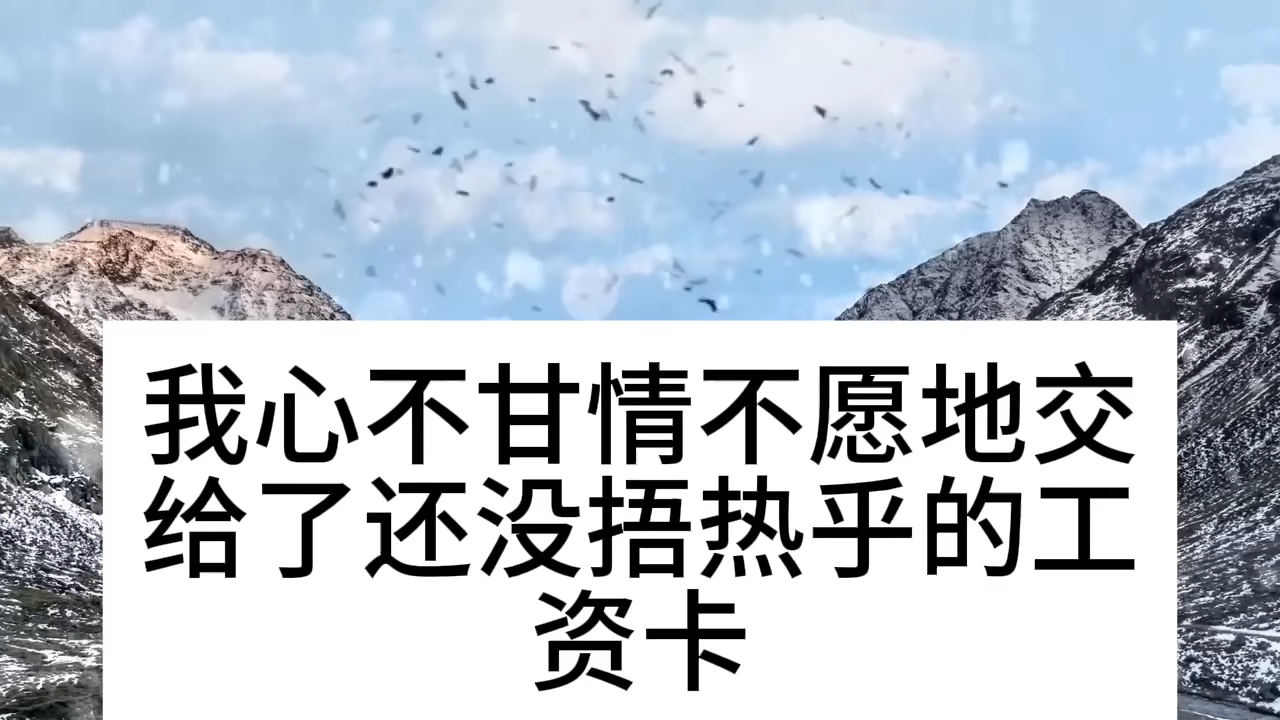 我心不甘情不愿地交
给了还没捂热乎的工
资卡